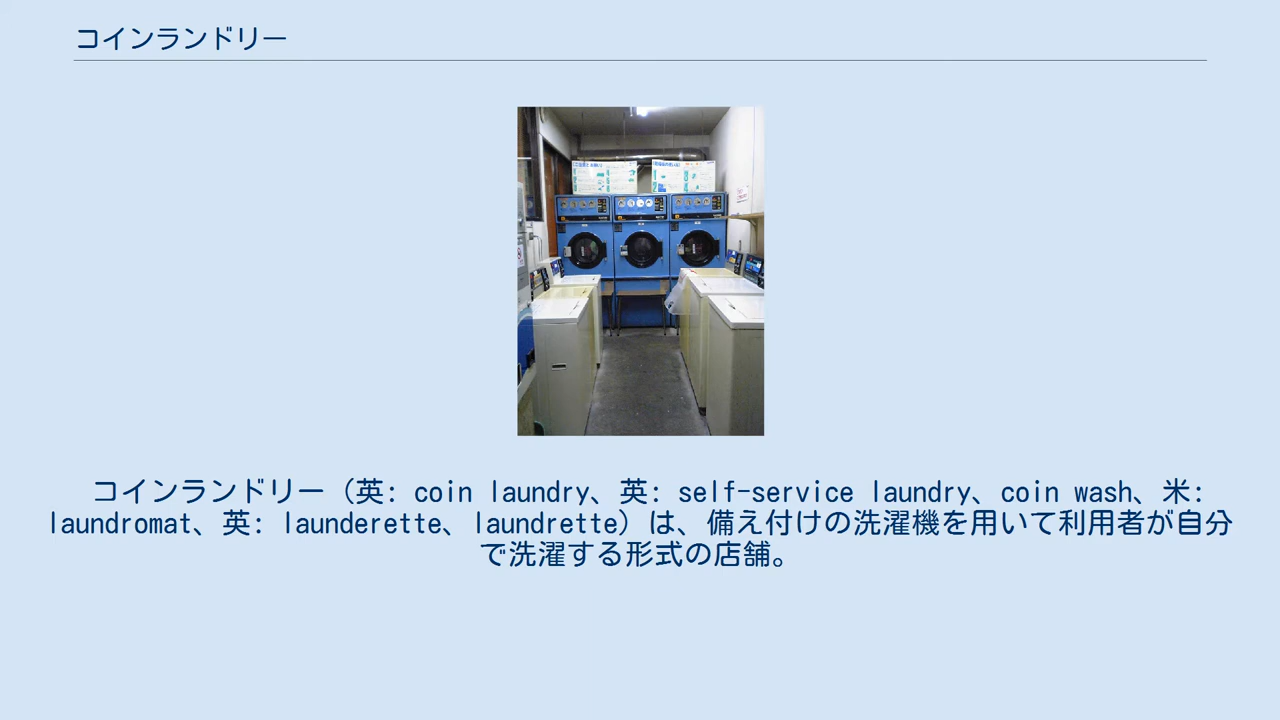 コインランドリー
コインランドリー（英: coin laundry、英: self-service laundry、coin wash、米:
laundromat、英: launderette、laundrette）は、備え付けの洗濯機を用いて利用者が自分
で洗濯する形式の店舗。